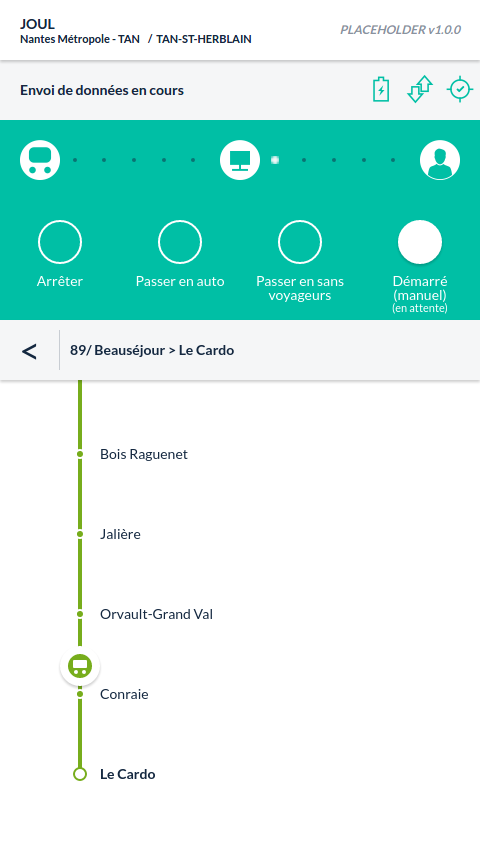 JOUL
PLACEHOLDER v1.0.0
Nantes Métropole - TAN / TAN-ST-HERBLAIN
Envoi de données en cours
Arrêter
Passer en auto
Passer en sans
voyageurs
Démarré
(manuel)
(en attente)
< 89/ Beauséjour > Le Cardo
Bois Raguenet
Jalière
Orvault-Grand Val
Conraie
Le Cardo